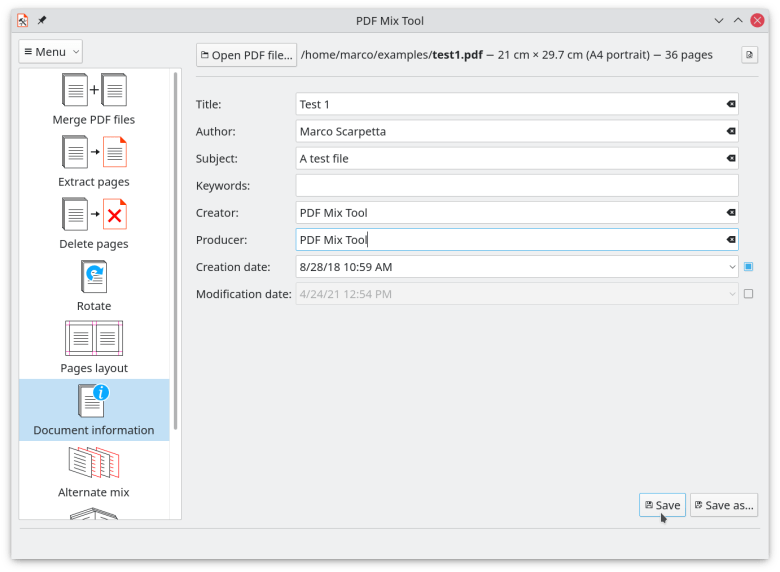 PDF Mix Tool
Menu
Open PDF file... /home/marco/examples/test1.pdf − 21 cm × 29.7 cm (A4 portrait) − 36 pages
Merge PDF files
Extract pages
Delete pages
Rotate
Pages layout
Document information
Alternate mix
Title: Test 1
Author: Marco Scarpetta
Subject: A test file
Keywords:
Creator: PDF Mix Tool
Producer: PDF Mix Tool
Creation date: 8/28/18 10:59 AM
Modification date: 4/24/21 12:54 PM
Save Save as...